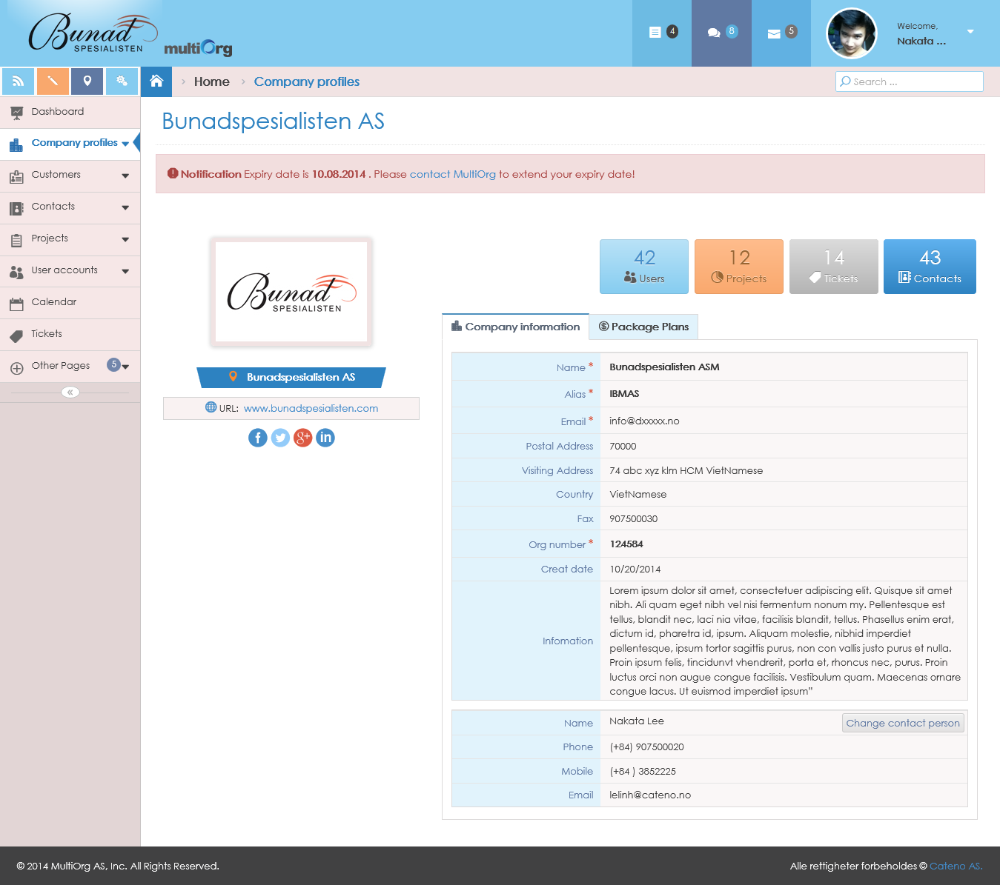 Bunad
SPESIALISTEN
multiOrg
4
8
5
Welcome,
Nakata ...
Home
Company profiles
Search ...
Dashboard
Company profiles
Customers
Contacts
Projects
User accounts
Calendar
Tickets
Other Pages
5
«
Bunadspesialisten AS
Notification Expiry date is 10.08.2014 . Please contact MultiOrg to extend your expiry date!
Bunad
SPESIALISTEN
Bunadspesialisten AS
URL: www.bunadspesialisten.com
f
g+
in
42
Users
12
Projects
14
Tickets
43
Contacts
Company information
Package Plans
Name * Bunadspesialisten ASM
Alias * IBMAS
Email * info@dxxxxx.no
Postal Address 70000
Visiting Address 74 abc xyz klm HCM VietNamese
Country VietNamese
Fax 907500030
Org number * 124584
Creat date 10/20/2014
Infomation
Lorem ipsum dolor sit amet, consectetuer adipiscing elit. Quisque sit amet
nibh. Ali quam eget nibh vel nisi fermentum nonum my. Pellentesque est
tellus, blandit nec, laci nia vitae, facilisis blandit, tellus. Phasellus enim erat,
dictum id, pharetra id, ipsum. Aliquam molestie, nibhid imperdiet
pellentesque, ipsum tortor sagittis purus, non con vallis justo purus et nulla.
Proin ipsum felis, tincidunvt vhendrerit, porta et, rhoncus nec, purus. Proin
luctus orci non augue congue facilisis. Vestibulum quam. Maecenas ornare
congue lacus. Ut euismod imperdiet ipsum”
Name Nakata Lee
Change contact person
Phone (+84) 907500020
Mobile (+84 ) 3852225
Email lelinh@cateno.no
© 2014 MultiOrg AS, Inc. All Rights Reserved.
Alle rettigheter forbeholdes © Cateno AS.